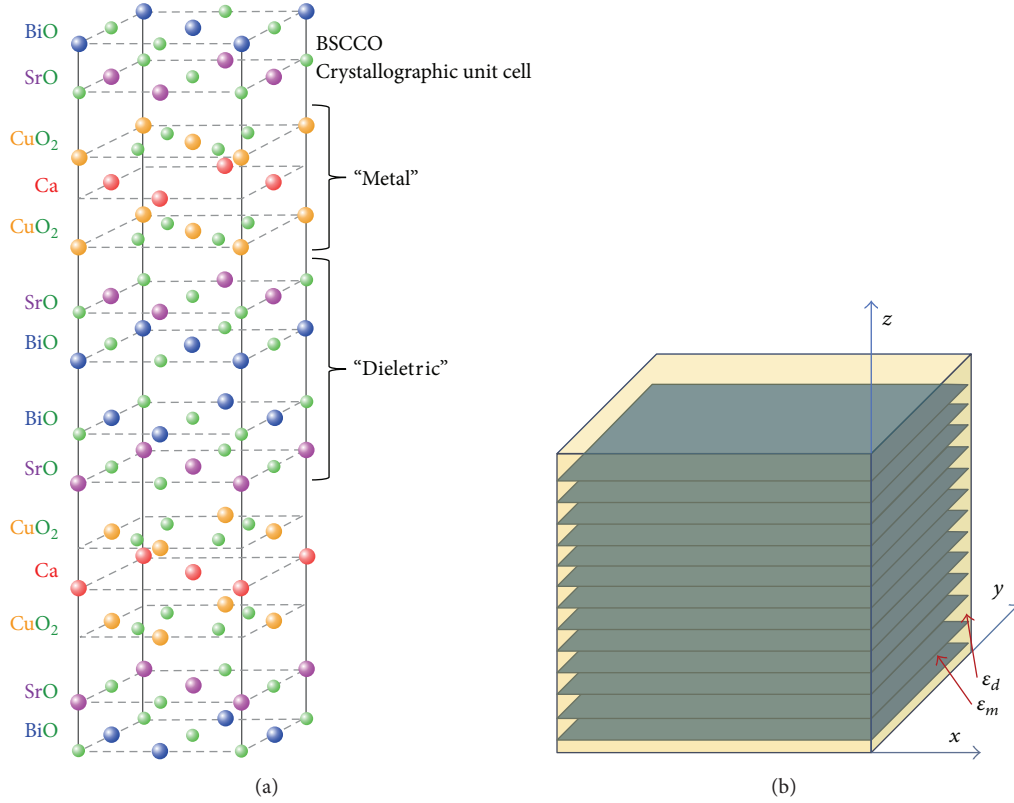 BiO
SrO
CuO₂
Ca
CuO₂
SrO
BiO
BiO
SrO
CuO₂
Ca
CuO₂
SrO
BiO
BSCCO
Crystallographic unit cell
“Metal”
“Dieletric”
(a)
z
y
εd
εm
x
(b)